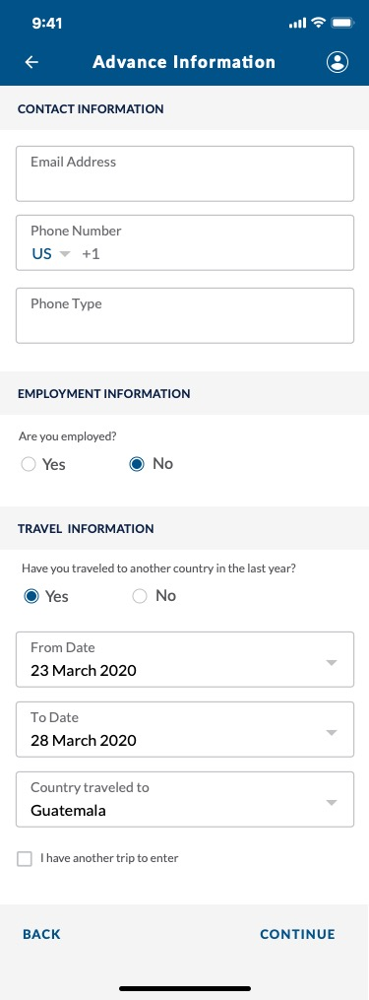 9:41
Advance Information
CONTACT INFORMATION
Email Address
Phone Number
US +1
Phone Type
EMPLOYMENT INFORMATION
Are you employed?
Yes No
TRAVEL INFORMATION
Have you traveled to another country in the last year?
Yes No
From Date
23 March 2020
To Date
28 March 2020
Country traveled to
Guatemala
I have another trip to enter
BACK CONTINUE